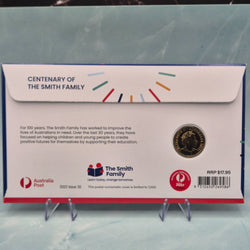 CENTENARY OF
THE SMITH FAMILY
For 100 years, The Smith Family has worked to improve the
lives of Australians in need. Over the last 30 years, they have
focused on helping children and young people to create
positive futures for themselves by supporting their education.
Australia
Post
The Smith
Family
RRP $17.90